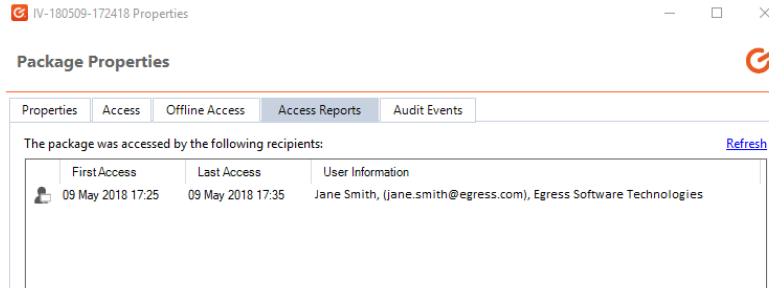 IV-180509-172418 Properties
Package Properties
Properties Access Offline Access Access Reports Audit Events
The package was accessed by the following recipients: Refresh
First Access Last Access User Information
09 May 2018 17:25 09 May 2018 17:35 Jane Smith, (jane.smith@egress.com), Egress Software Technologies